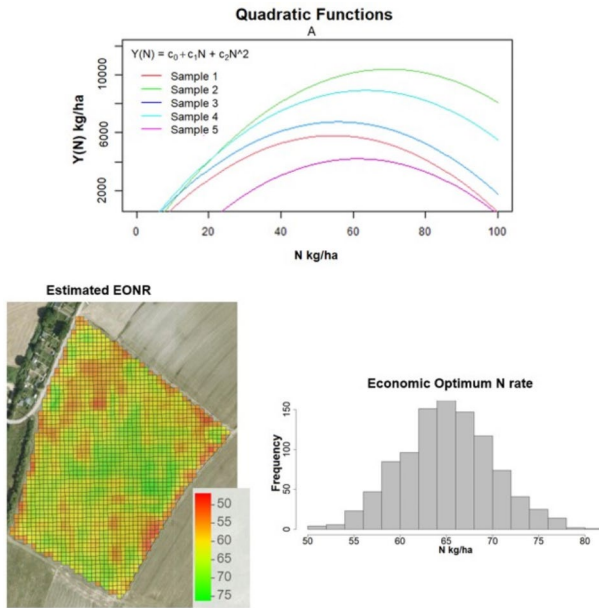 Quadratic Functions
A
Y(N) = c₀+c₁N + c₂N^2
Sample 1
Sample 2
Sample 3
Sample 4
Sample 5
Y(N) kg/ha
10000
6000
2000
0 20 40 60 80 100
N kg/ha
Estimated EONR
50
55
60
65
70
75
Economic Optimum N rate
Frequency
150
100
50
0
50 55 60 65 70 75 80
N kg/ha